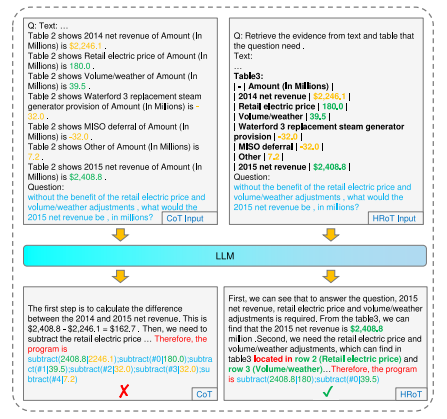 Q: Text: ...
Table 2 shows 2014 net revenue of Amount (In
Millions) is $2,246.1 .
Table 2 shows Retail electric price of Amount (In
Millions) is 180.0 .
Table 2 shows Volume/weather of Amount (In
Millions) is 39.5 .
Table 2 shows Waterford 3 replacement steam
generator provision of Amount (In Millions) is -
32.0 .
Table 2 shows MISO deferral of Amount (In
Millions) is -32.0 .
Table 2 shows Other of Amount (In Millions) is
7.2 .
Table 2 shows 2015 net revenue of Amount (In
Millions) is $2,408.8 .
Question:
without the benefit of the retail electric price and
volume/weather adjustments , what would the
2015 net revenue be , in millions?
CoT Input
Q: Retrieve the evidence from text and table that
the question need .
Text:
...
Table3:
| - | Amount (In Millions) |
| 2014 net revenue | $2,246.1 |
| Retail electric price | 180.0 |
| Volume/weather | 39.5 |
| Waterford 3 replacement steam generator
provision | -32.0 |
| MISO deferral | -32.0 |
| Other | 7.2 |
| 2015 net revenue | $2,408.8 |
Question:
without the benefit of the retail electric price and
volume/weather adjustments , what would the
2015 net revenue be , in millions?
HRoT Input
LLM
The first step is to calculate the difference
between the 2014 and 2015 net revenue. This is
$2,408.8 - $2,246.1 = $162.7 . Then, we need to
subtract the retail electric price ... Therefore, the
program is
subtract(2408.8|2246.1);subtract(#0|180.0);subtra
ct(#1|39.5);subtract(#2|32.0);subtract(#3|32.0);su
btract(#4|7.2)
CoT
First, we can see that to answer the question, 2015
net revenue, retail electric price and volume/weather
adjustments, is required. From the table3, we can
find that the 2015 net revenue is $2,408.8
million .Second, we need the retail electric price and
volume/weather adjustments, which can find in
table3 located in row 2 (Retail electric price) and
row 3 (Volume/weather)...Therefore, the program
is subtract(2408.8|180);subtract(#0|39.5)
HRoT